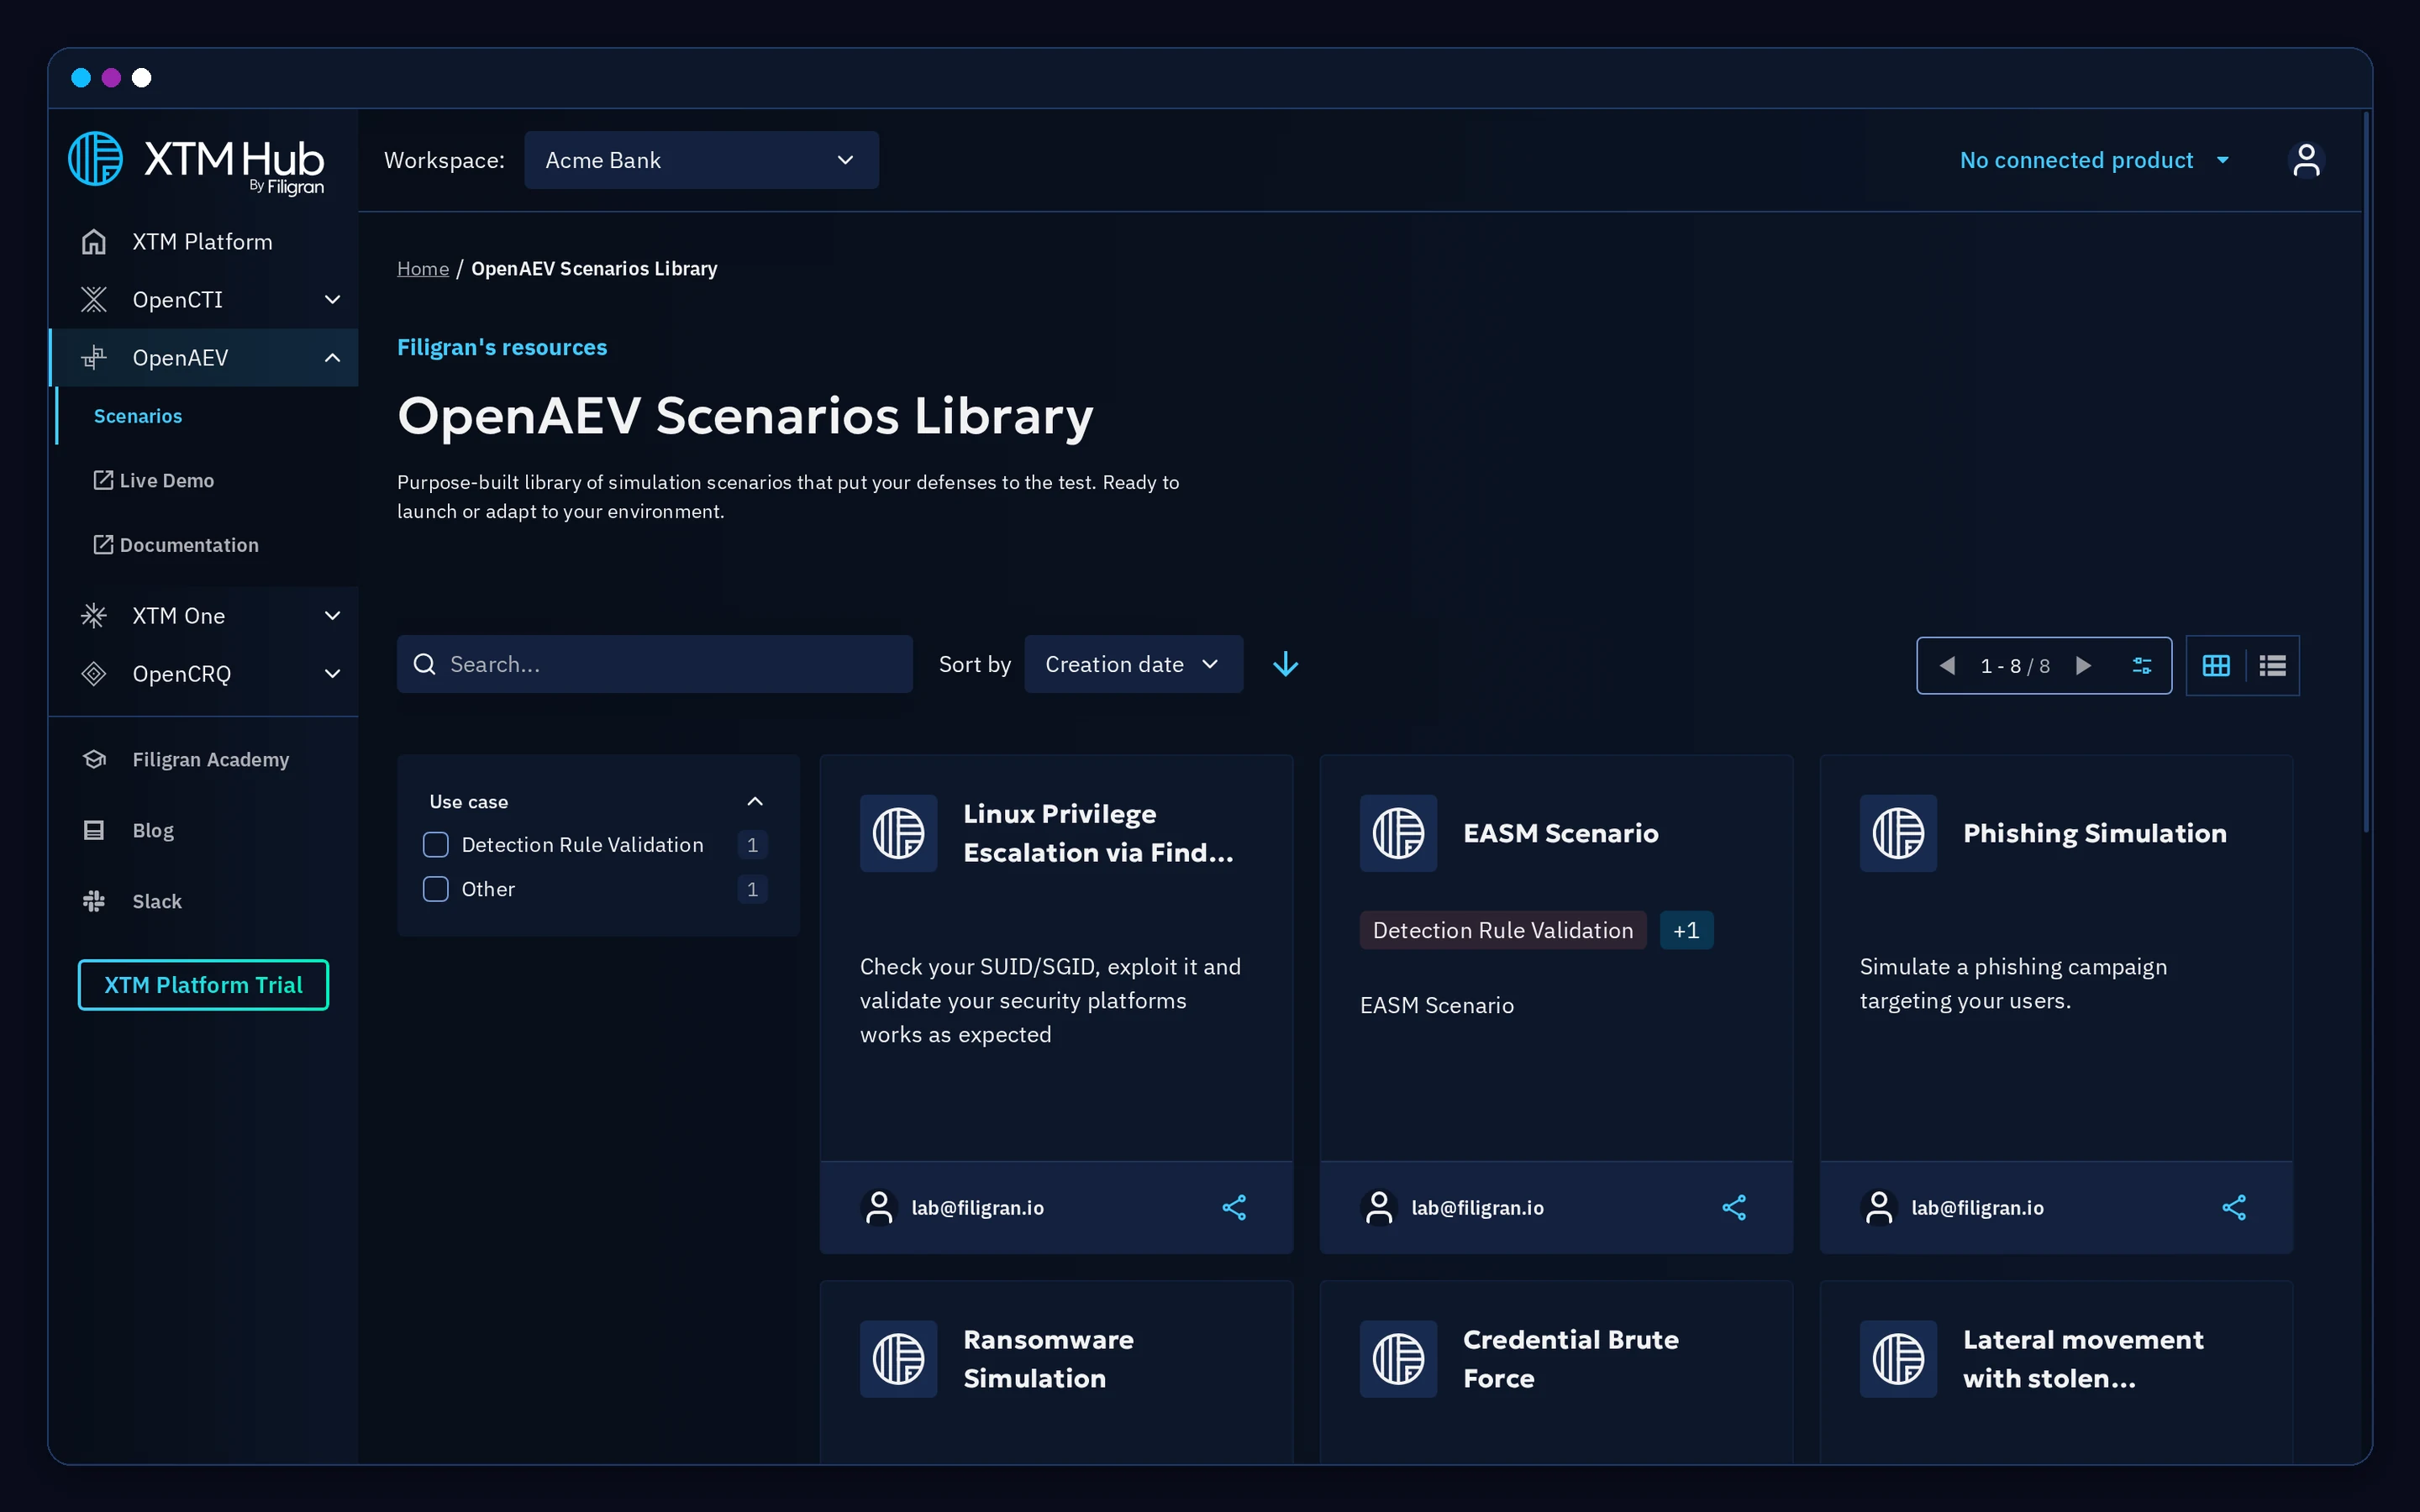 XTM Hub
By Filigran
Workspace:
Acme Bank
No connected product
XTM Platform
OpenCTI
OpenAEV
Scenarios
Live Demo
Documentation
XTM One
OpenCRQ
Filigran Academy
Blog
Slack
XTM Platform Trial
Home / OpenAEV Scenarios Library
Filigran's resources
OpenAEV Scenarios Library
Purpose-built library of simulation scenarios that put your defenses to the test. Ready to
launch or adapt to your environment.
Search...
Sort by
Creation date
1 - 8 / 8
Use case
Detection Rule Validation 1
Other 1
Linux Privilege
Escalation via Find...
Check your SUID/SGID, exploit it and
validate your security platforms
works as expected
lab@filigran.io
EASM Scenario
Detection Rule Validation +1
EASM Scenario
lab@filigran.io
Phishing Simulation
Simulate a phishing campaign
targeting your users.
lab@filigran.io
Ransomware
Simulation
Credential Brute
Force
Lateral movement
with stolen...